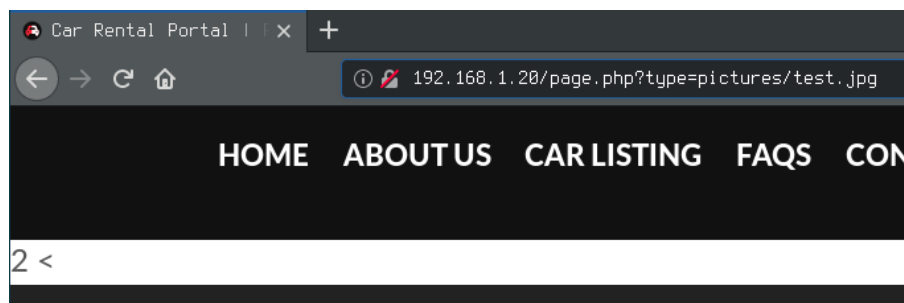 Car Rental Portal |
192.168.1.20/page.php?type=pictures/test.jpg
HOME ABOUT US CAR LISTING FAQS CON
2 <